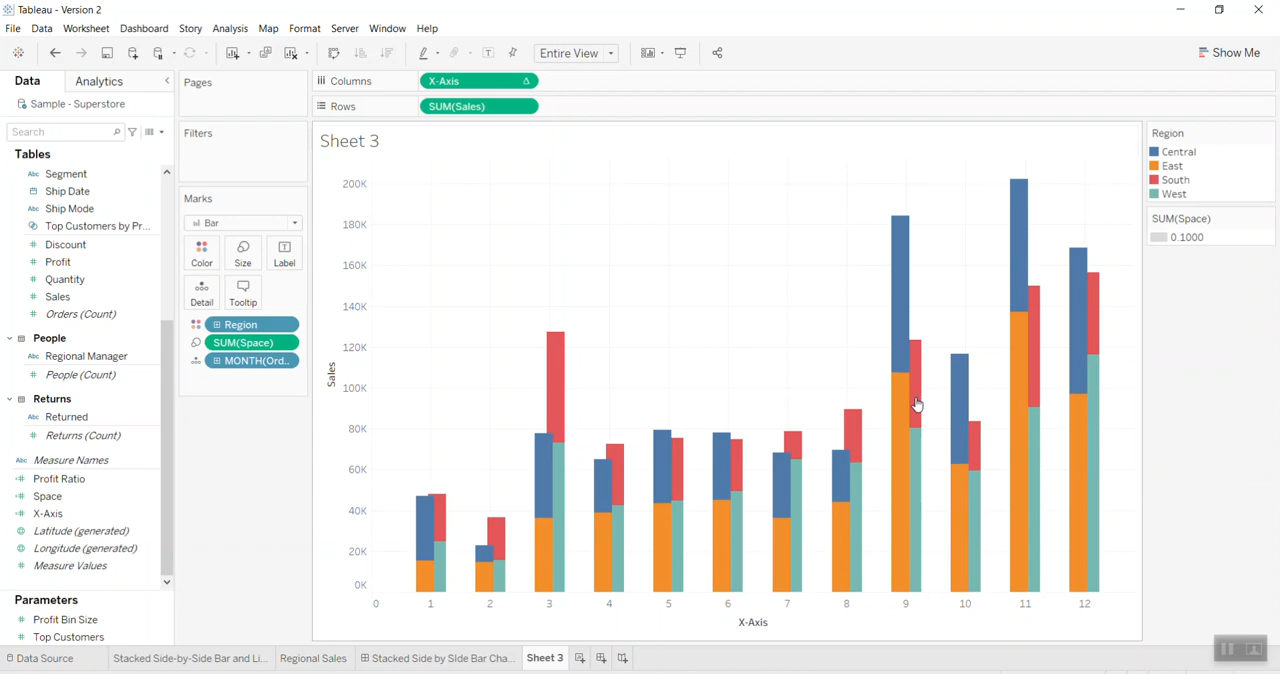 Tableau - Version 2
File Data Worksheet Dashboard Story Analysis Map Format Server Window Help
Entire View
Show Me
Data Analytics
Sample - Superstore
Search
Tables
Abc Segment
Ship Date
Abc Ship Mode
Top Customers by Pr...
# Discount
# Profit
# Quantity
# Sales
# Orders (Count)
People
Abc Regional Manager
# People (Count)
Returns
Abc Returned
# Returns (Count)
Abc Measure Names
=# Profit Ratio
=# Space
=# X-Axis
Latitude (generated)
Longitude (generated)
# Measure Values
Parameters
# Profit Bin Size
# Top Customers
Pages
Filters
Marks
Bar
Color Size Label
Detail Tooltip
Region
SUM(Space)
MONTH(Ord..
Columns X-Axis Δ
Rows SUM(Sales)
Sheet 3
200K
180K
160K
140K
120K
100K
80K
60K
40K
20K
0K
Sales
0 1 2 3 4 5 6 7 8 9 10 11 12
X-Axis
Region
Central
East
South
West
SUM(Space)
0.1000
Data Source Stacked Side-by-Side Bar and Li... Regional Sales Stacked Side by SIde Bar Cha... Sheet 3